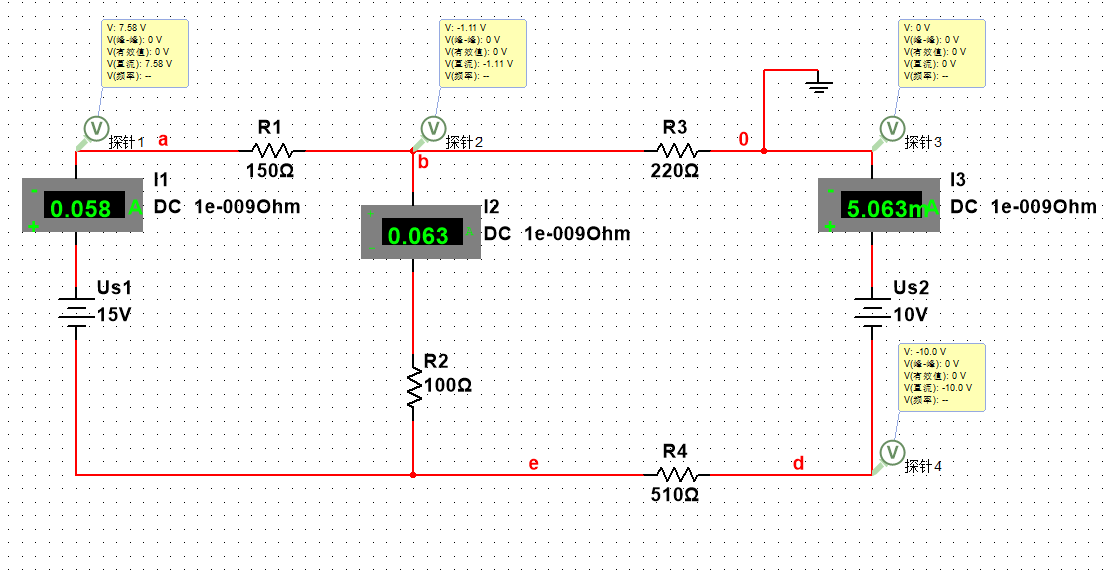 V: 7.58 V
V(峰-峰): 0 V
V(有效值): 0 V
V(直流): 7.58 V
V(频率): --
V: -1.11 V
V(峰-峰): 0 V
V(有效值): 0 V
V(直流): -1.11 V
V(频率): --
V: 0 V
V(峰-峰): 0 V
V(有效值): 0 V
V(直流): 0 V
V(频率): --
V
探针1
a
R1
150Ω
V
探针2
b
R3
220Ω
0
V
探针3
I1
-
0.058 A
+
DC 1e-009Ohm
I2
+
0.063 A
-
DC 1e-009Ohm
I3
-
5.063mA
+
DC 1e-009Ohm
Us1
15V
Us2
10V
V: -10.0 V
V(峰-峰): 0 V
V(有效值): 0 V
V(直流): -10.0 V
V(频率): --
R2
100Ω
e
R4
510Ω
d
V
探针4